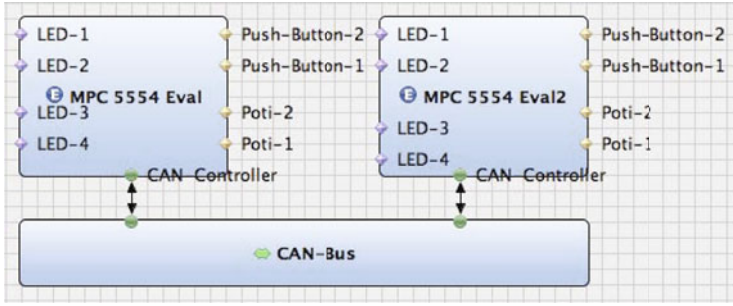 LED-1 Push-Button-2 LED-1 Push-Button-2
LED-2 Push-Button-1 LED-2 Push-Button-1
E MPC 5554 Eval E MPC 5554 Eval2
LED-3 Poti-2 LED-3 Poti-2
LED-4 Poti-1 LED-4 Poti-1
CAN Controller CAN Controller
CAN-Bus